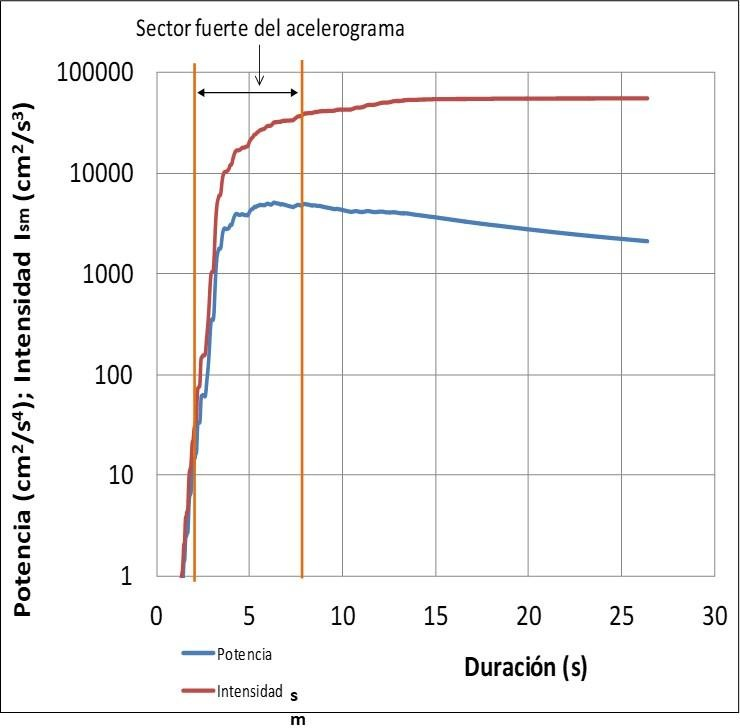 Sector fuerte del acelerograma
Potencia (cm²/s⁴); Intensidad Ism (cm²/s³)
100000
10000
1000
100
10
1
0 5 10 15 20 25 30
Duración (s)
Potencia
Intensidad s
m